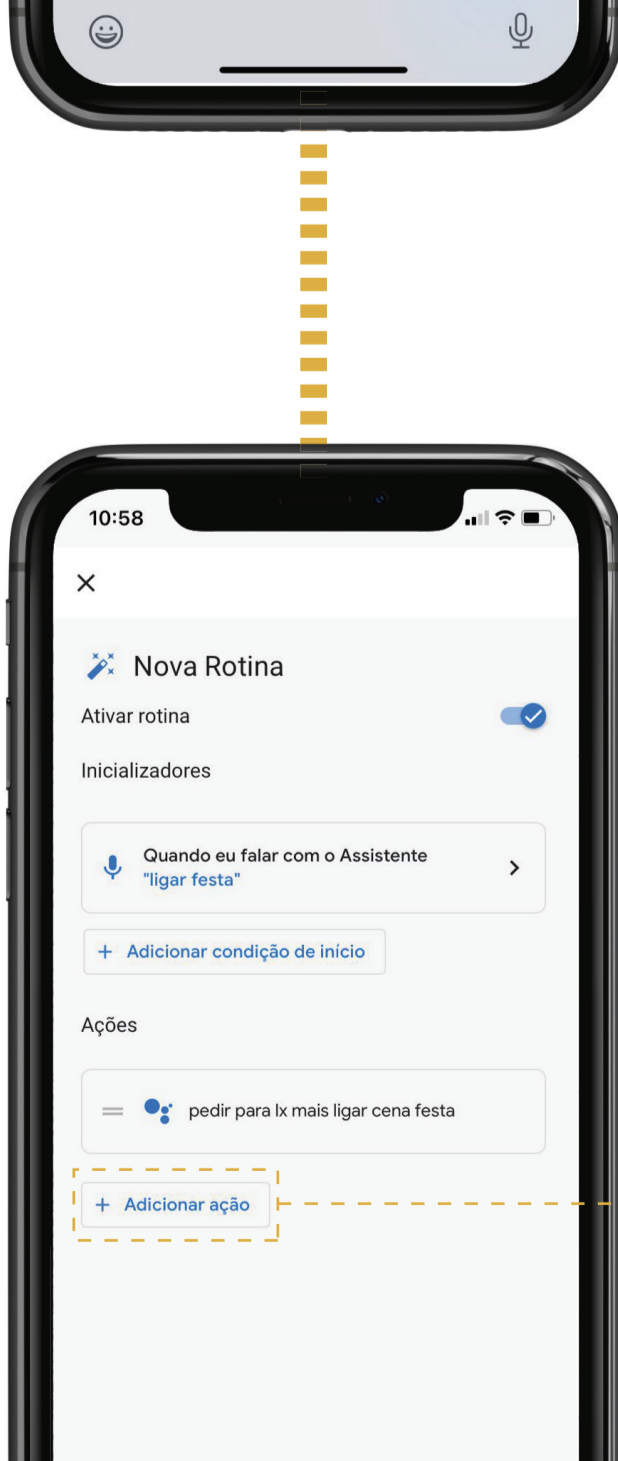 10:58
Nova Rotina
Ativar rotina
Inicializadores
Quando eu falar com o Assistente
"ligar festa"
+ Adicionar condição de início
Ações
pedir para lx mais ligar cena festa
+ Adicionar ação